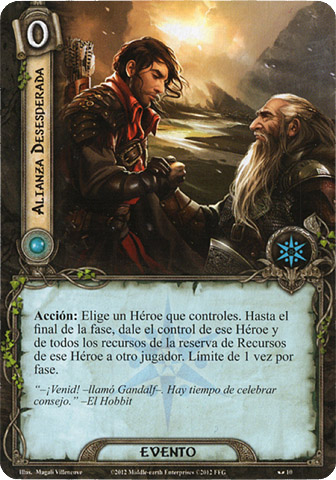 0
ALIANZA DESESPERADA
Acción: Elige un Héroe que controles. Hasta el
final de la fase, dale el control de ese Héroe y
de todos los recursos de la reserva de Recursos
de ese Héroe a otro jugador. Límite de 1 vez por
fase.
“–¡Venid! –llamó Gandalf–. Hay tiempo de celebrar
consejo.” –El Hobbit
EVENTO
Illus. Magali Villeneuve
©2012 Middle-earth Enterprises ©2012 FFG
10